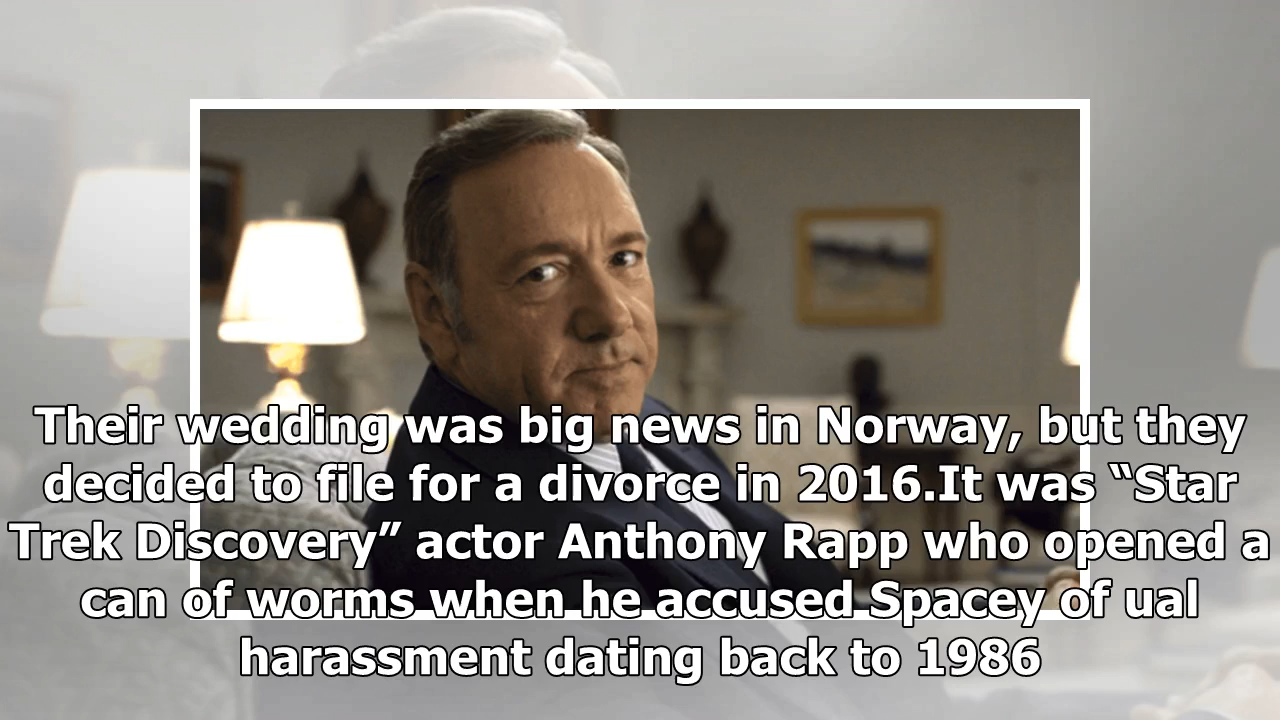 Their wedding was big news in Norway, but they
decided to file for a divorce in 2016.It was “Star
Trek Discovery” actor Anthony Rapp who opened a
can of worms when he accused Spacey of ual
harassment dating back to 1986